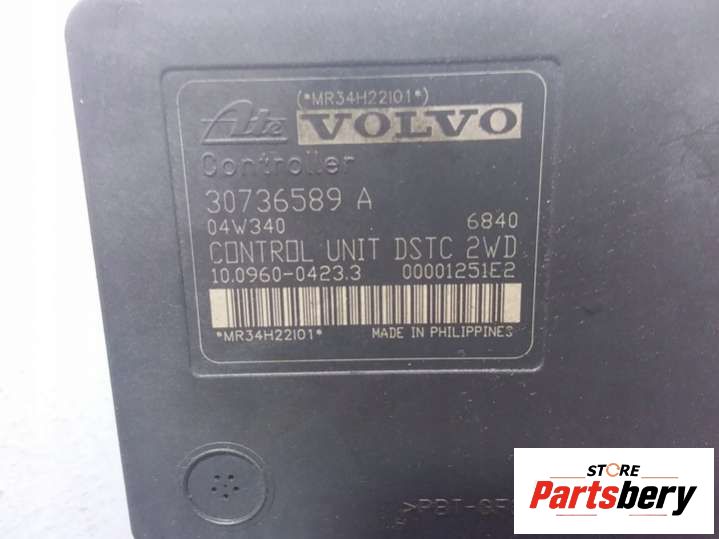 (*MR34H22I01*)
Ate VOLVO
Controller
30736589 A
04W340 6840
CONTROL UNIT DSTC 2WD
10.0960-0423.3 00001251E2
*MR34H22I01* MADE IN PHILIPPINES
STORE
Partsbery